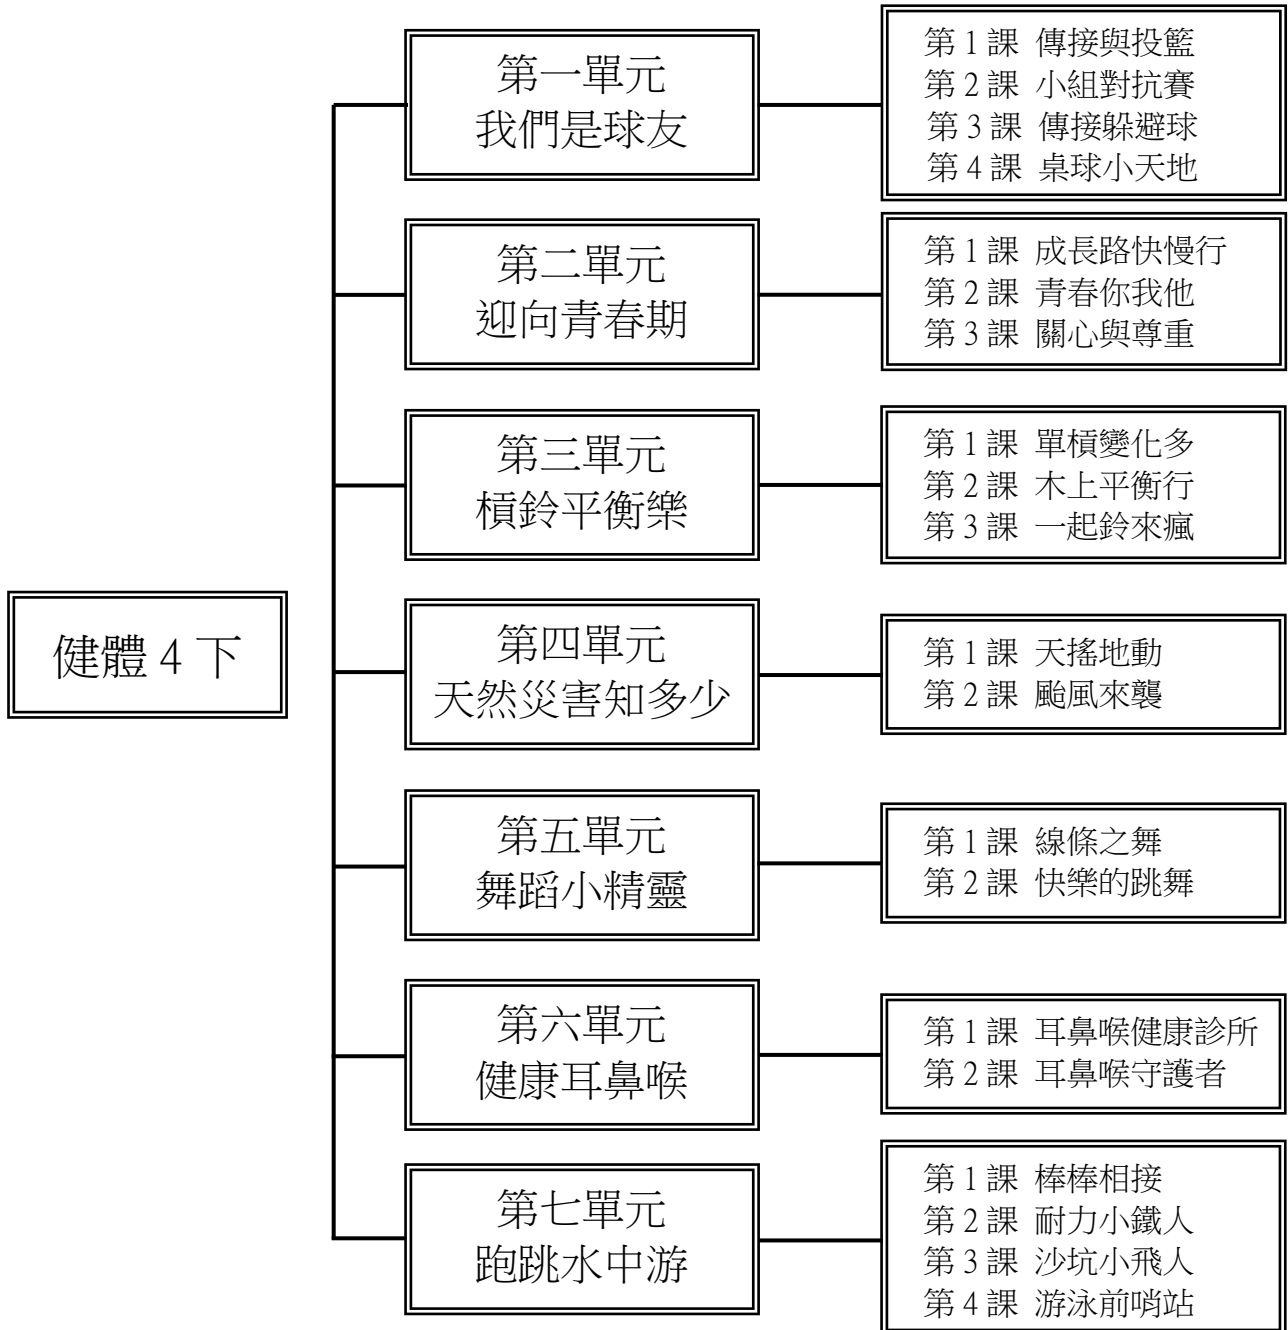 健體 4 下
第一單元
我們是球友
第 1 課 傳接與投籃
第 2 課 小組對抗賽
第 3 課 傳接躲避球
第 4 課 桌球小天地
第二單元
迎向青春期
第 1 課 成長路快慢行
第 2 課 青春你我他
第 3 課 關心與尊重
第三單元
槓鈴平衡樂
第 1 課 單槓變化多
第 2 課 木上平衡行
第 3 課 一起鈴來瘋
第四單元
天然災害知多少
第 1 課 天搖地動
第 2 課 颱風來襲
第五單元
舞蹈小精靈
第 1 課 線條之舞
第 2 課 快樂的跳舞
第六單元
健康耳鼻喉
第 1 課 耳鼻喉健康診所
第 2 課 耳鼻喉守護者
第七單元
跑跳水中游
第 1 課 棒棒相接
第 2 課 耐力小鐵人
第 3 課 沙坑小飛人
第 4 課 游泳前哨站